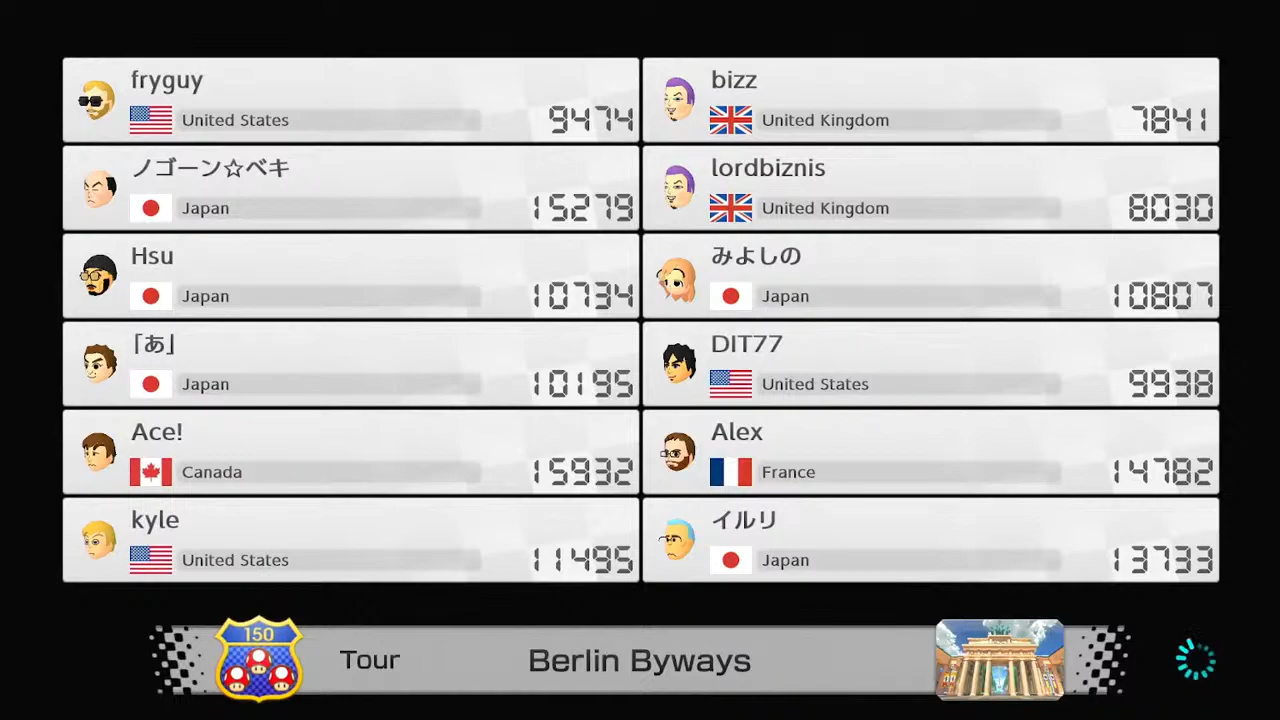 fryguy
United States 9474
bizz
United Kingdom 7841
ノゴーン☆ベキ
Japan 15279
lordbiznis
United Kingdom 8030
Hsu
Japan 10734
みよしの
Japan 10807
「あ」
Japan 10195
DIT77
United States 9938
Ace!
Canada 15932
Alex
France 14782
kyle
United States 11495
イルリ
Japan 13733
150
Tour Berlin Byways